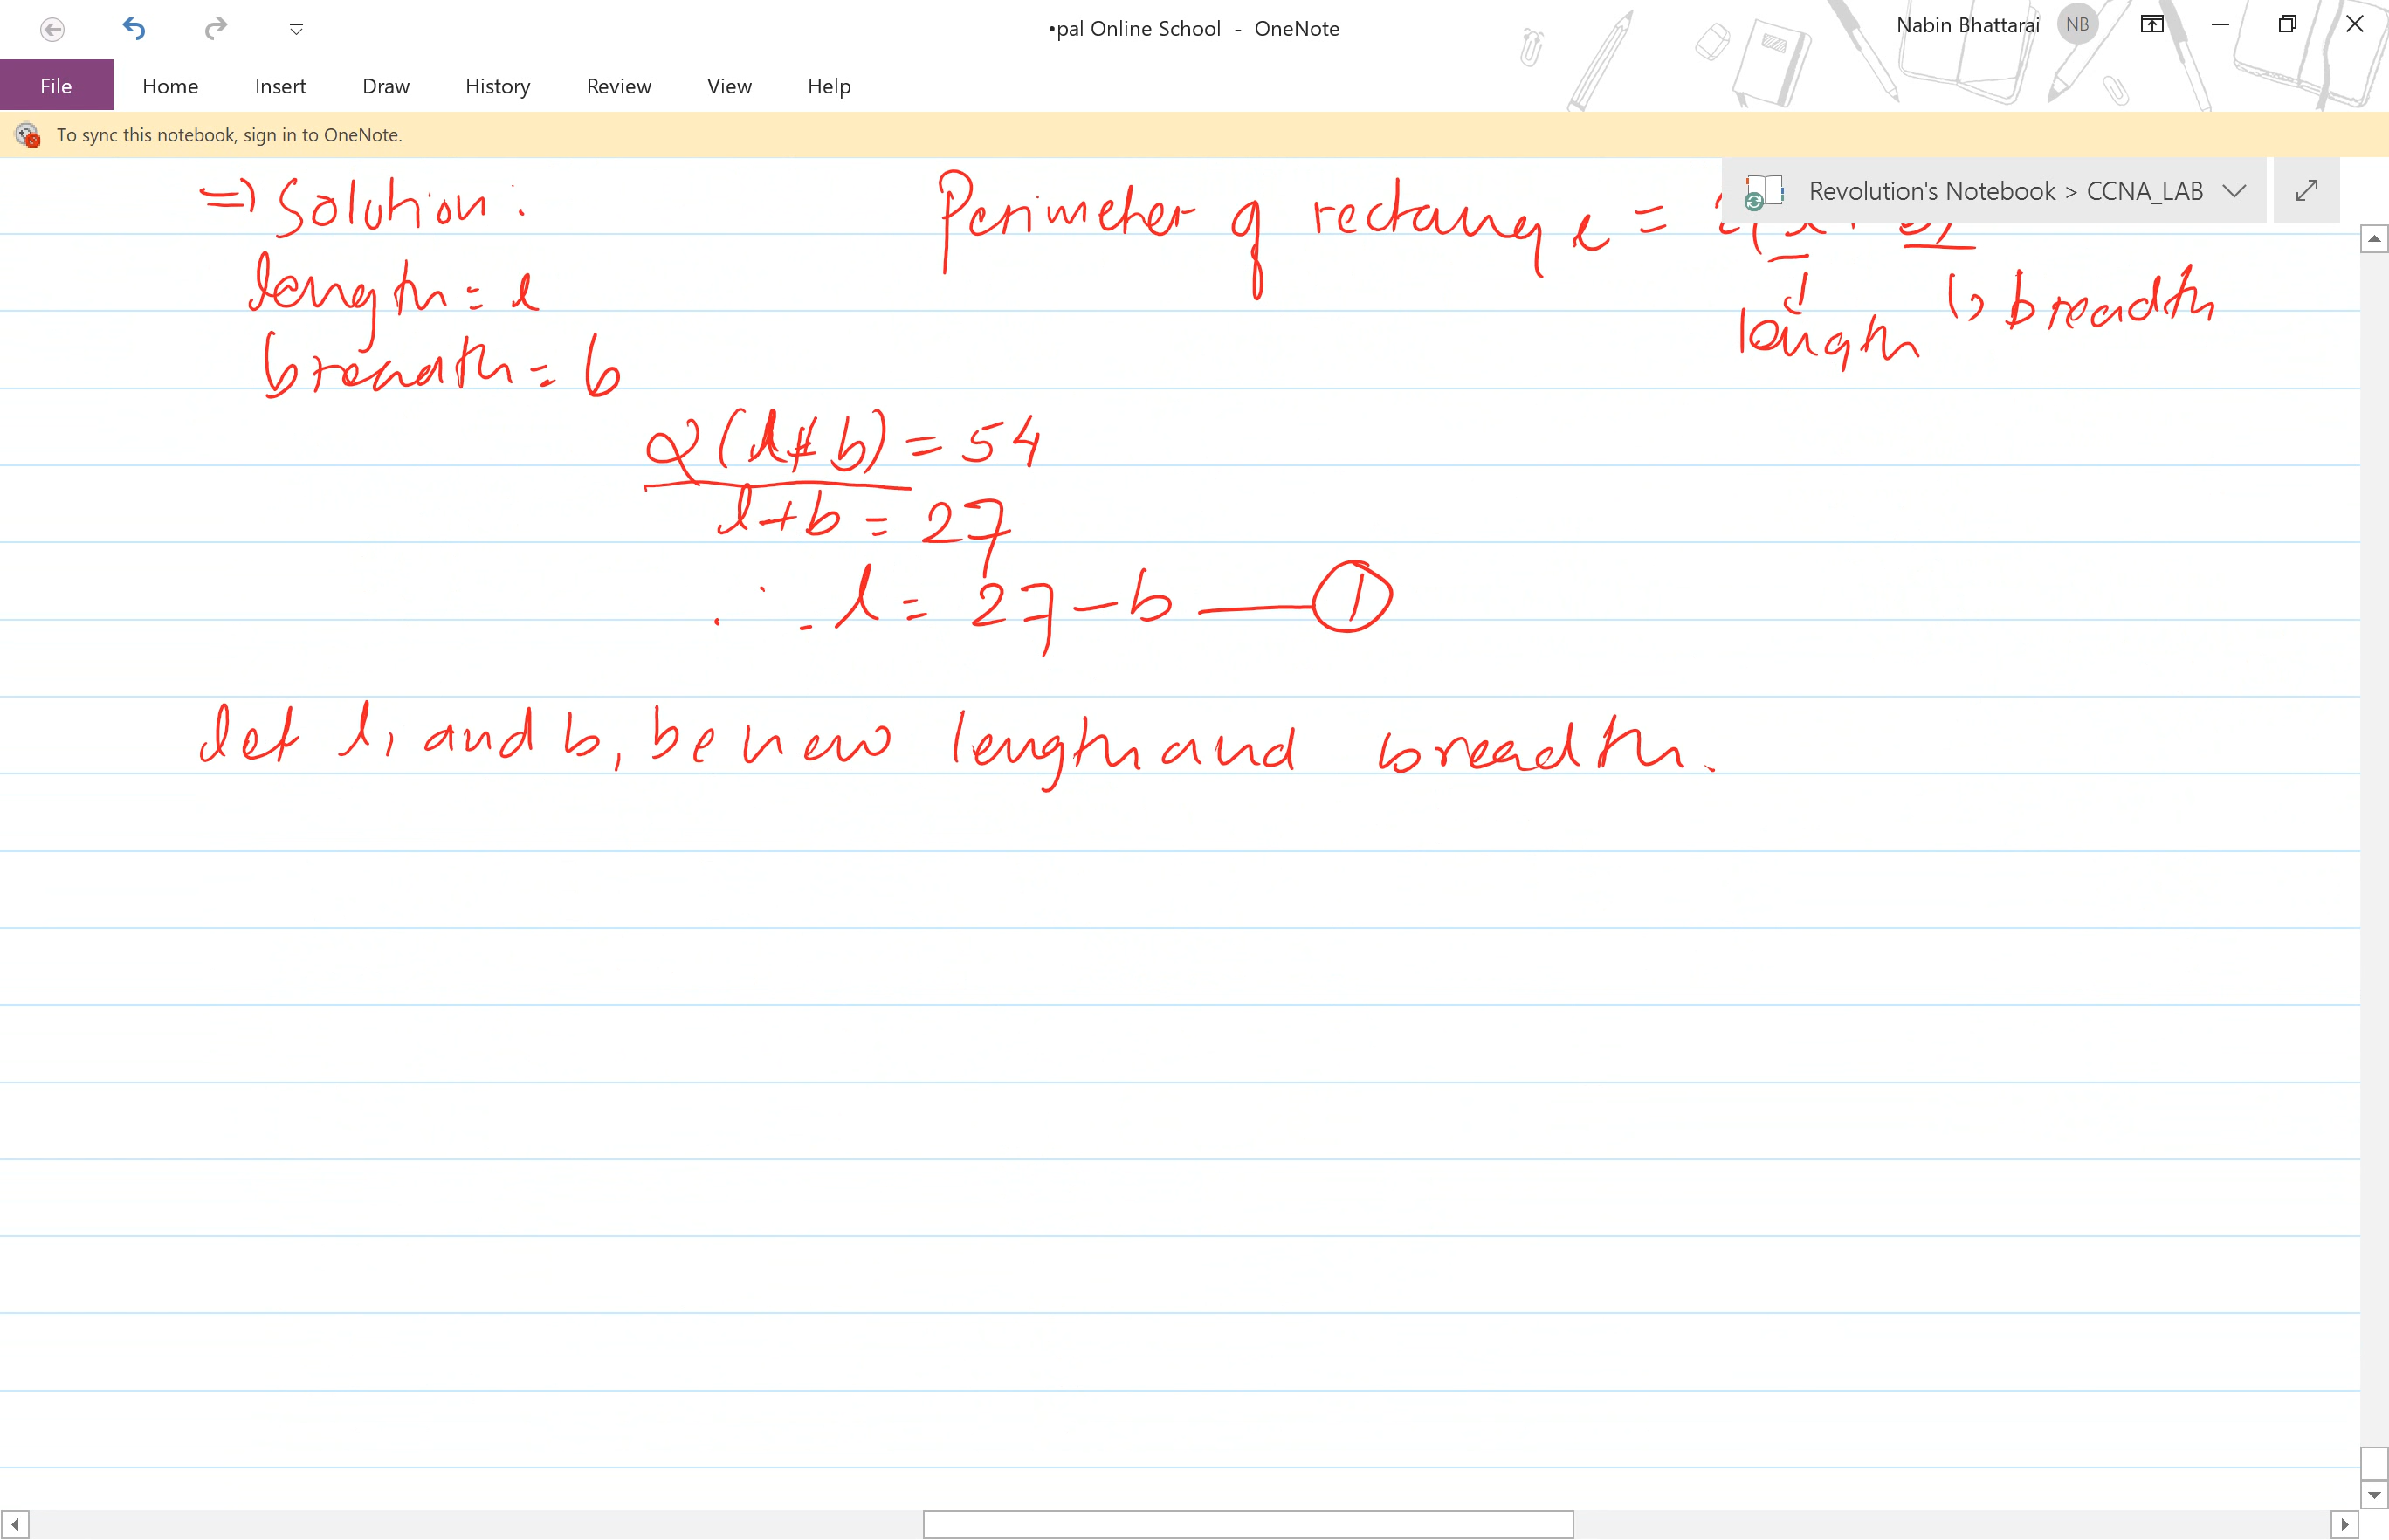 •pal Online School - OneNote
Nabin Bhattarai NB
File Home Insert Draw History Review View Help
To sync this notebook, sign in to OneNote.
Revolution's Notebook > CCNA_LAB
⇒ Solution :
Perimeter of rectangle =
length = l
breadth = b
length
breadth
2(l+b) = 54
l+b = 27
∴ l = 27-b ——①
let l₁ and b₁ be new length and breadth.